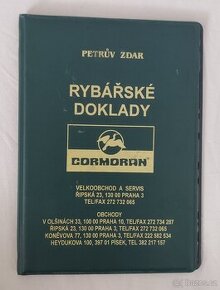 PETRŮV ZDAR
RYBÁŘSKÉ
DOKLADY
CORMORAN
VELKOOBCHOD A SERVIS
ŘIPSKÁ 23, 130 00 PRAHA 3
TEL/FAX 272 732 065
OBCHODY
V OLŠINÁCH 33, 100 00 PRAHA 10, TEL/FAX 272 734 287
ŘIPSKÁ 23, 130 00 PRAHA 3, TEL/FAX 272 732 065
KONĚVOVA 77, 130 00 PRAHA 3, TEL/FAX 222 582 534
HEYDUKOVA 100, 397 01 PÍSEK, TEL 382 217 157